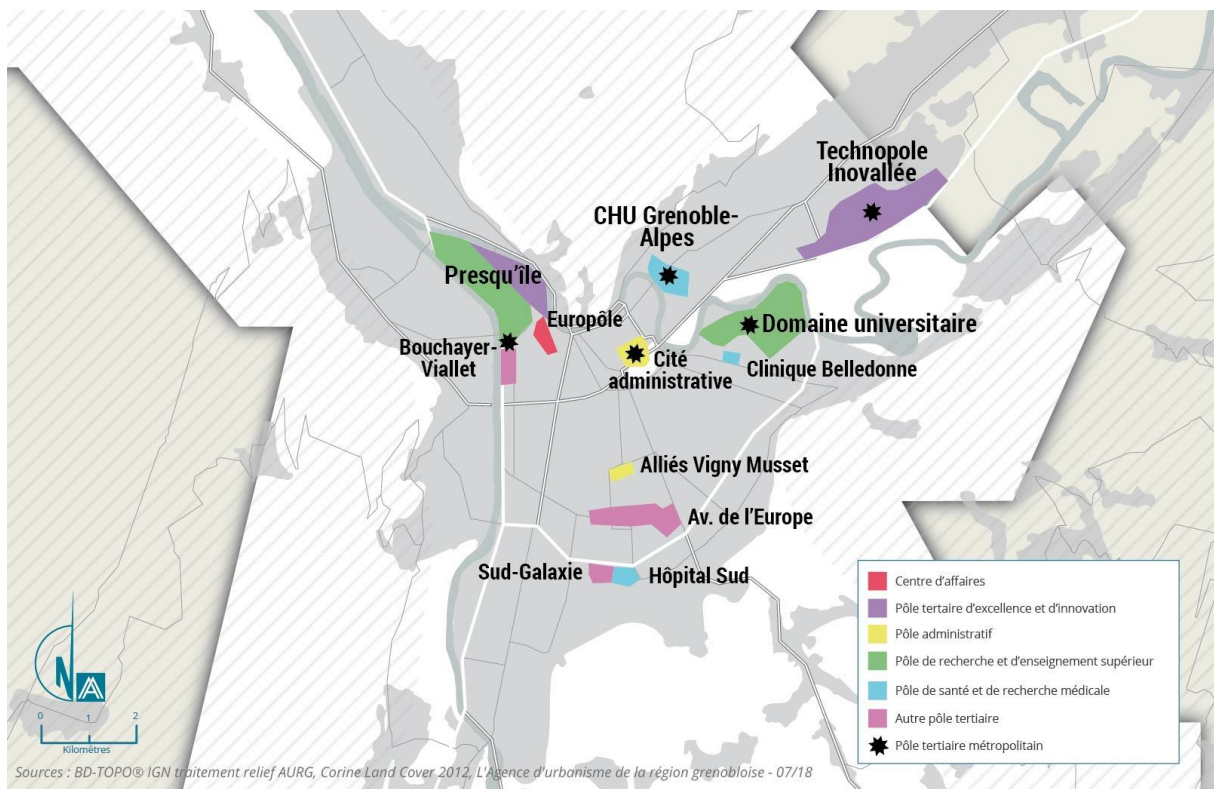 Technopole
Inovallée
CHU Grenoble-
Alpes
Presqu'île
Europôle
Domaine universitaire
Bouchayer-
Viallet
Cité
administrative
Clinique Belledonne
Alliés Vigny Musset
Av. de l'Europe
Sud-Galaxie
Hôpital Sud
Centre d'affaires
Pôle tertaire d'excellence et d'innovation
Pôle administratif
Pôle de recherche et d'enseignement supérieur
Pôle de santé et de recherche médicale
Autre pôle tertiaire
Pôle tertiaire métropolitain
N
0 1 2
Kilomètres
Sources : BD-TOPO® IGN traitement relief AURG, Corine Land Cover 2012, L'Agence d'urbanisme de la région grenobloise - 07/18